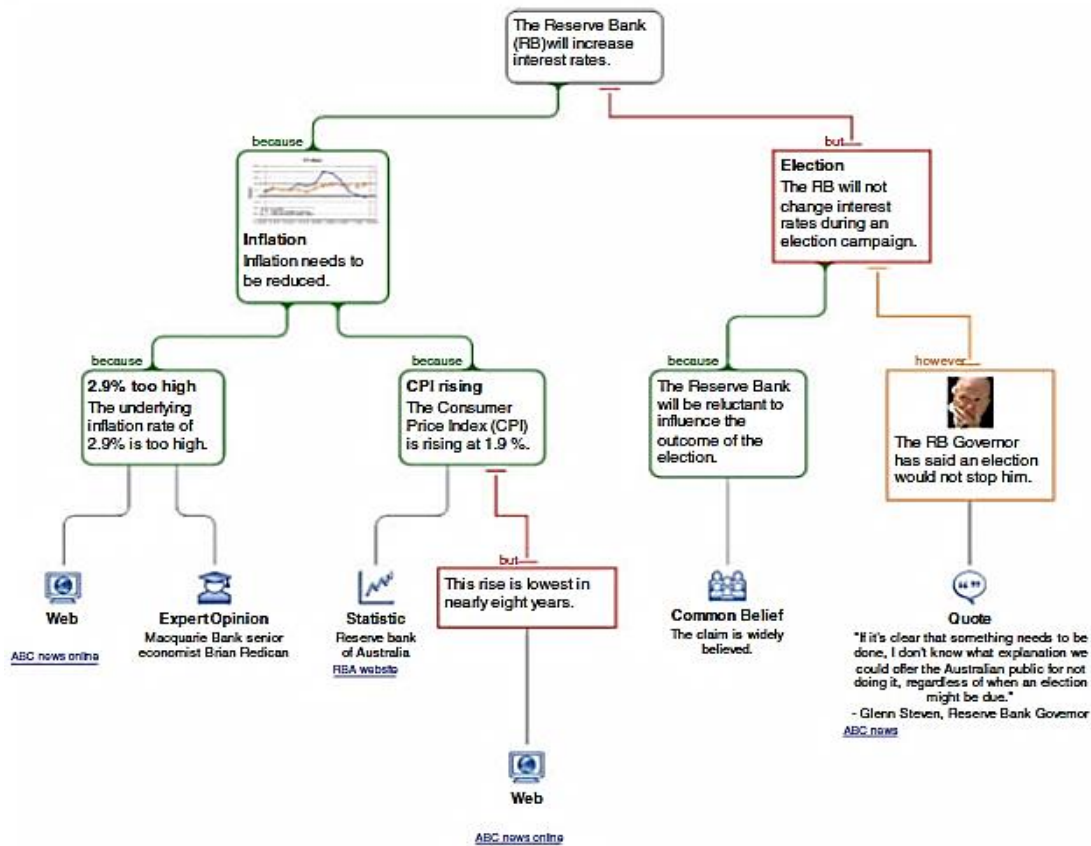 The Reserve Bank
(RB)will increase
interest rates.
because
but
Inflation
Inflation needs to
be reduced.
Election
The RB will not
change interest
rates during an
election campaign.
because
because
because
however
2.9% too high
The underlying
inflation rate of
2.9% is too high.
CPI rising
The Consumer
Price Index (CPI)
is rising at 1.9 %.
The Reserve Bank
will be reluctant to
influence the
outcome of the
election.
The RB Governor
has said an election
would not stop him.
but
This rise is lowest in
nearly eight years.
Web
ABC news online
Expert Opinion
Macquarie Bank senior
economist Brian Redican
Statistic
Reserve bank
of Australia
RBA website
Common Belief
The claim is widely
believed.
Quote
"If it's clear that something needs to be
done, I don't know what explanation we
could offer the Australian public for not
doing it, regardless of when an election
might be due."
- Glenn Steven, Reserve Bank Governor
ABC news
Web
ABC news online